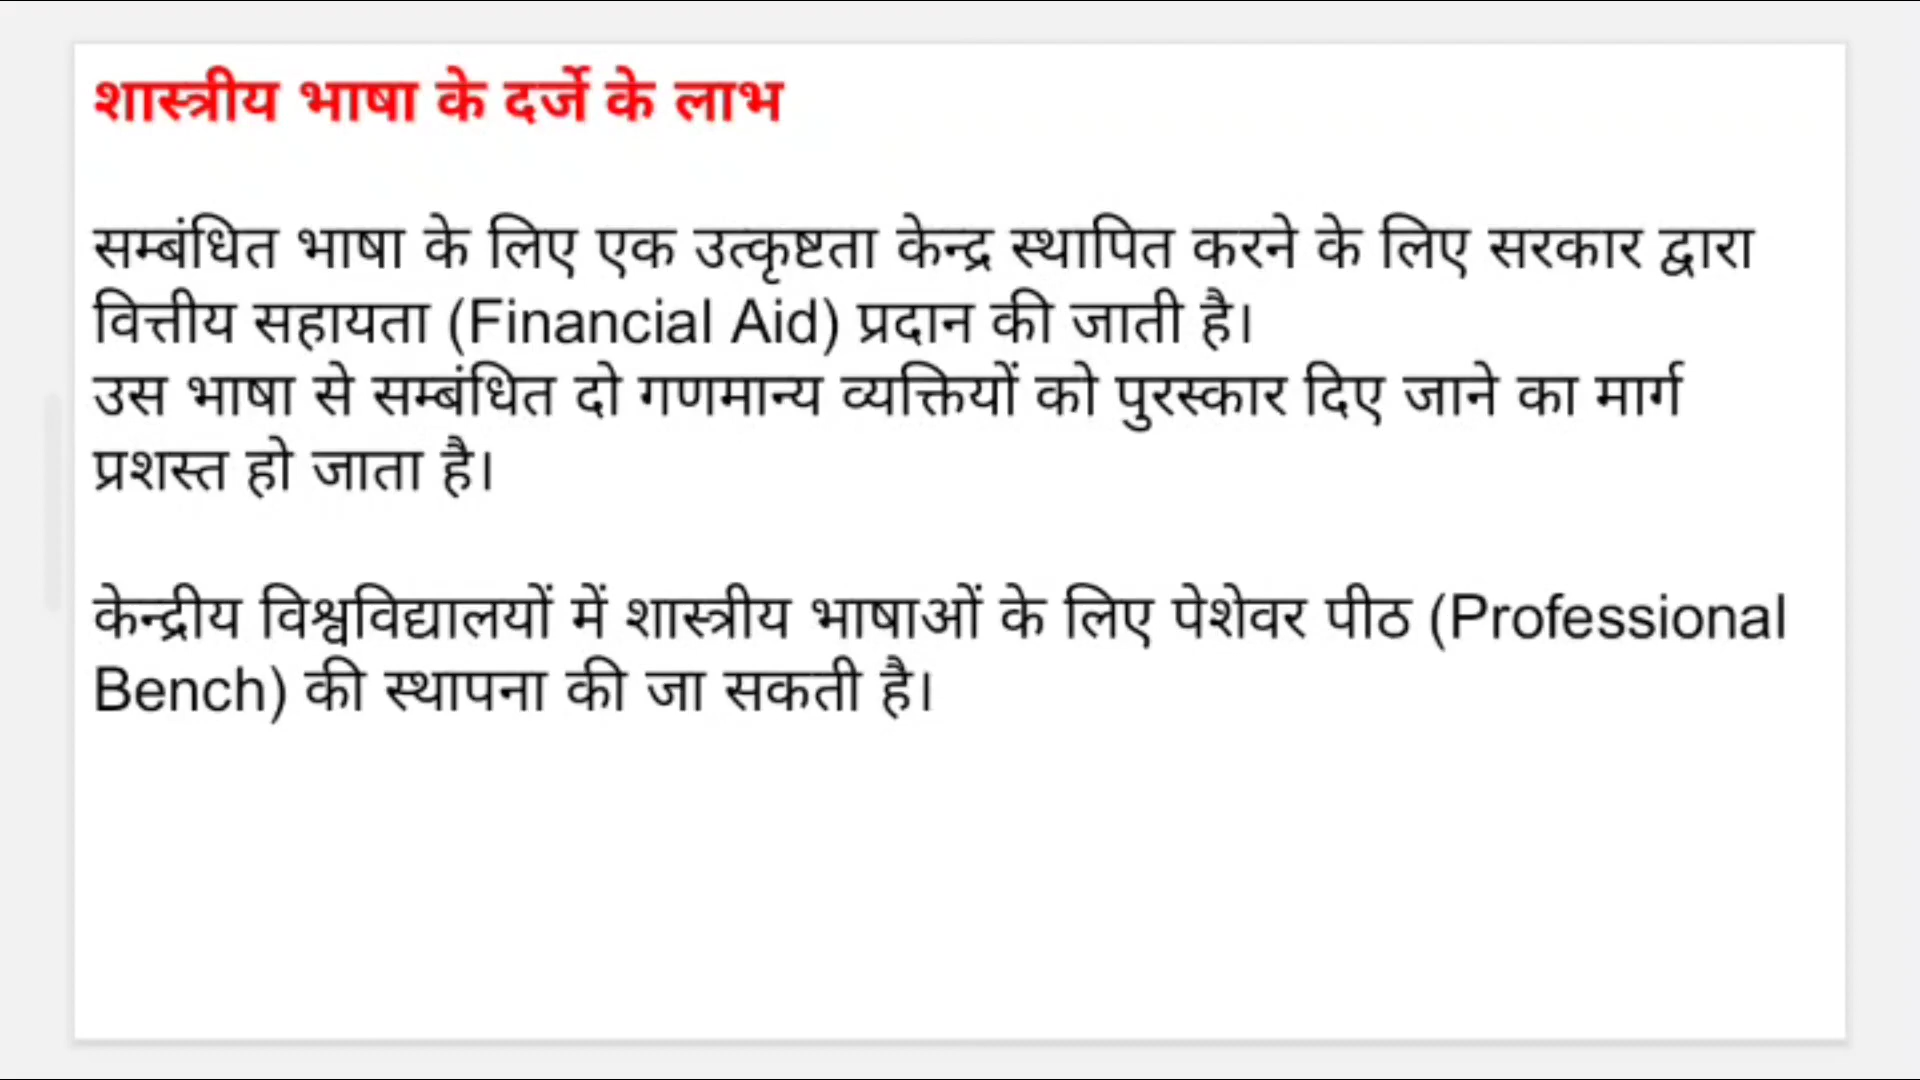 शास्त्रीय भाषा के दर्जे के लाभ
सम्बंधित भाषा के लिए एक उत्कृष्टता केन्द्र स्थापित करने के लिए सरकार द्वारा
वित्तीय सहायता (Financial Aid) प्रदान की जाती है।
उस भाषा से सम्बंधित दो गणमान्य व्यक्तियों को पुरस्कार दिए जाने का मार्ग
प्रशस्त हो जाता है।
केन्द्रीय विश्वविद्यालयों में शास्त्रीय भाषाओं के लिए पेशेवर पीठ (Professional
Bench) की स्थापना की जा सकती है।